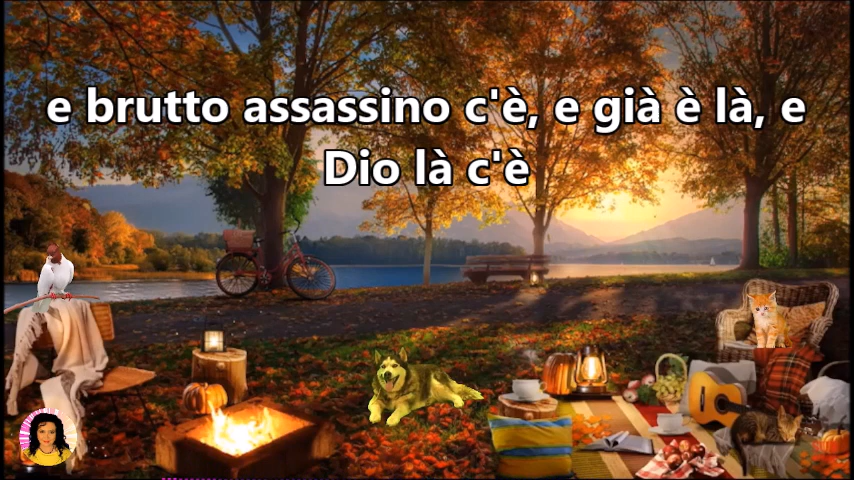 e brutto assassino c'è, e già è là, e
Dio là c'è